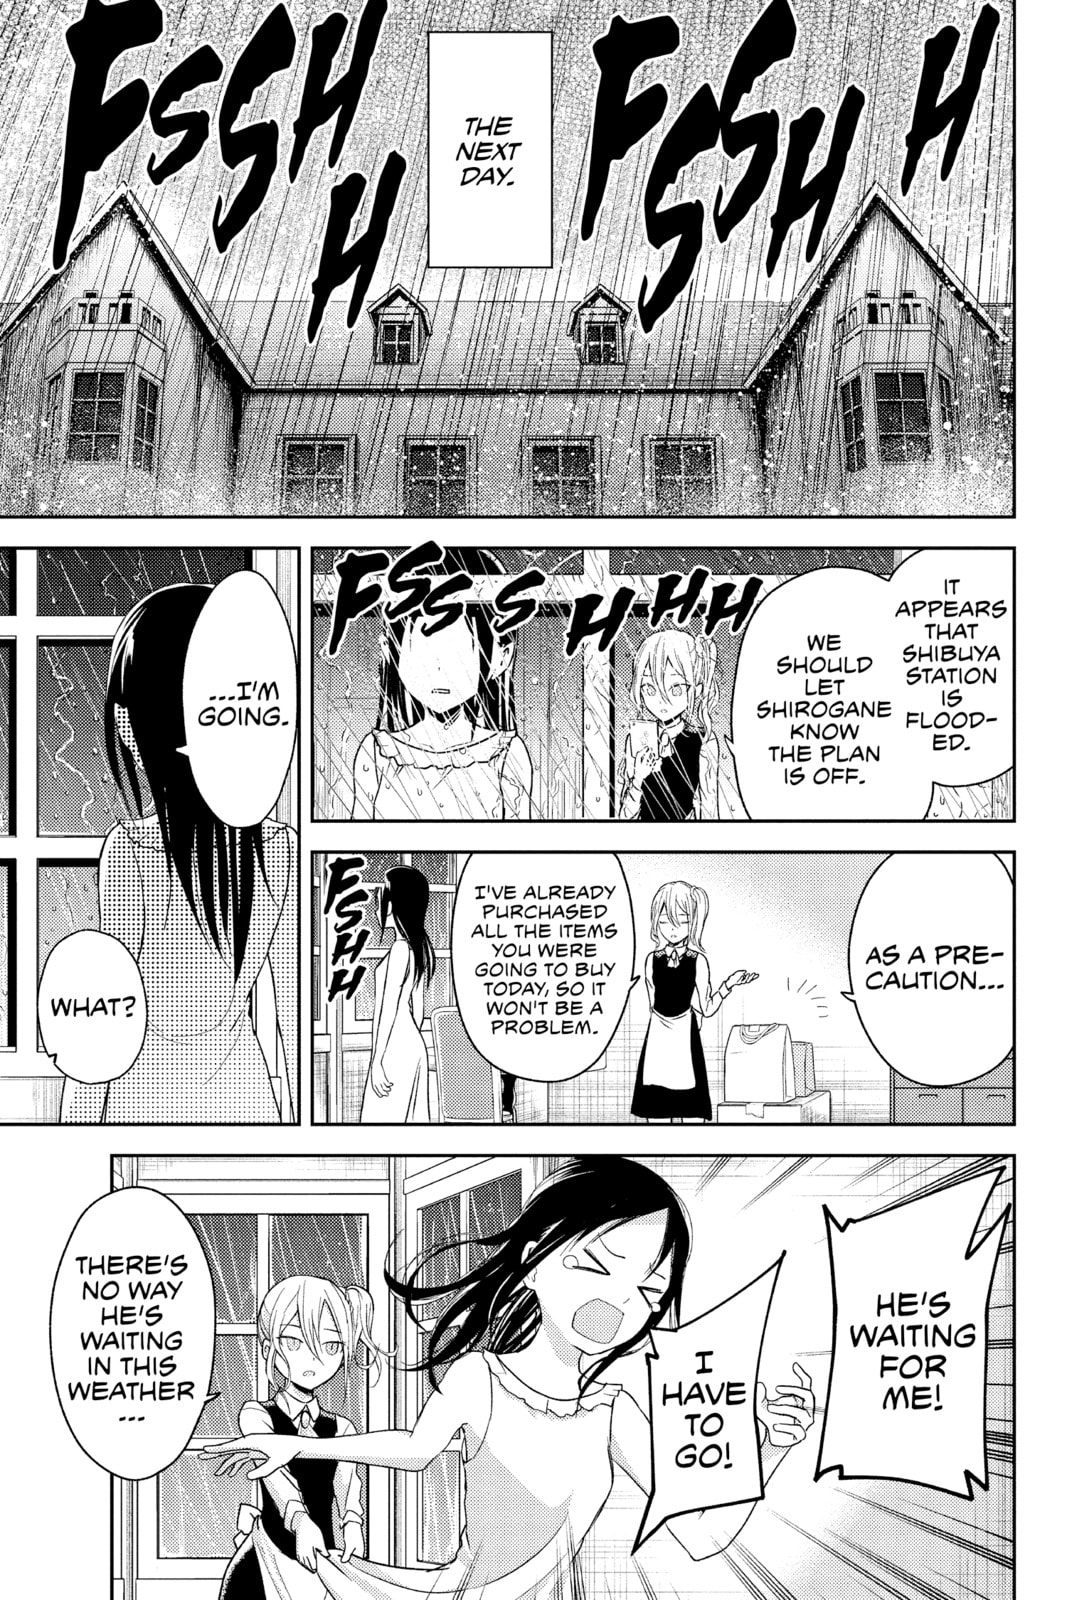 FSSH H
THE
NEXT
DAY.
FSSHH
IT
APPEARS
THAT
SHIBUYA
STATION
IS
FLOOD-
ED.
WE
SHOULD
LET
SHIROGANE
KNOW
THE PLAN
IS OFF.
FSSSHHH
...I'M
GOING.
WHAT?
AS A PRE-
CAUTION...
I'VE ALREADY
PURCHASED
ALL THE ITEMS
YOU WERE
GOING TO BUY
TODAY, SO IT
WON'T BE A
PROBLEM.
FSHH
HE'S
WAITING
FOR
ME!
I
HAVE
TO
GO!
THERE'S
NO WAY
HE'S
WAITING
IN THIS
WEATHER
...